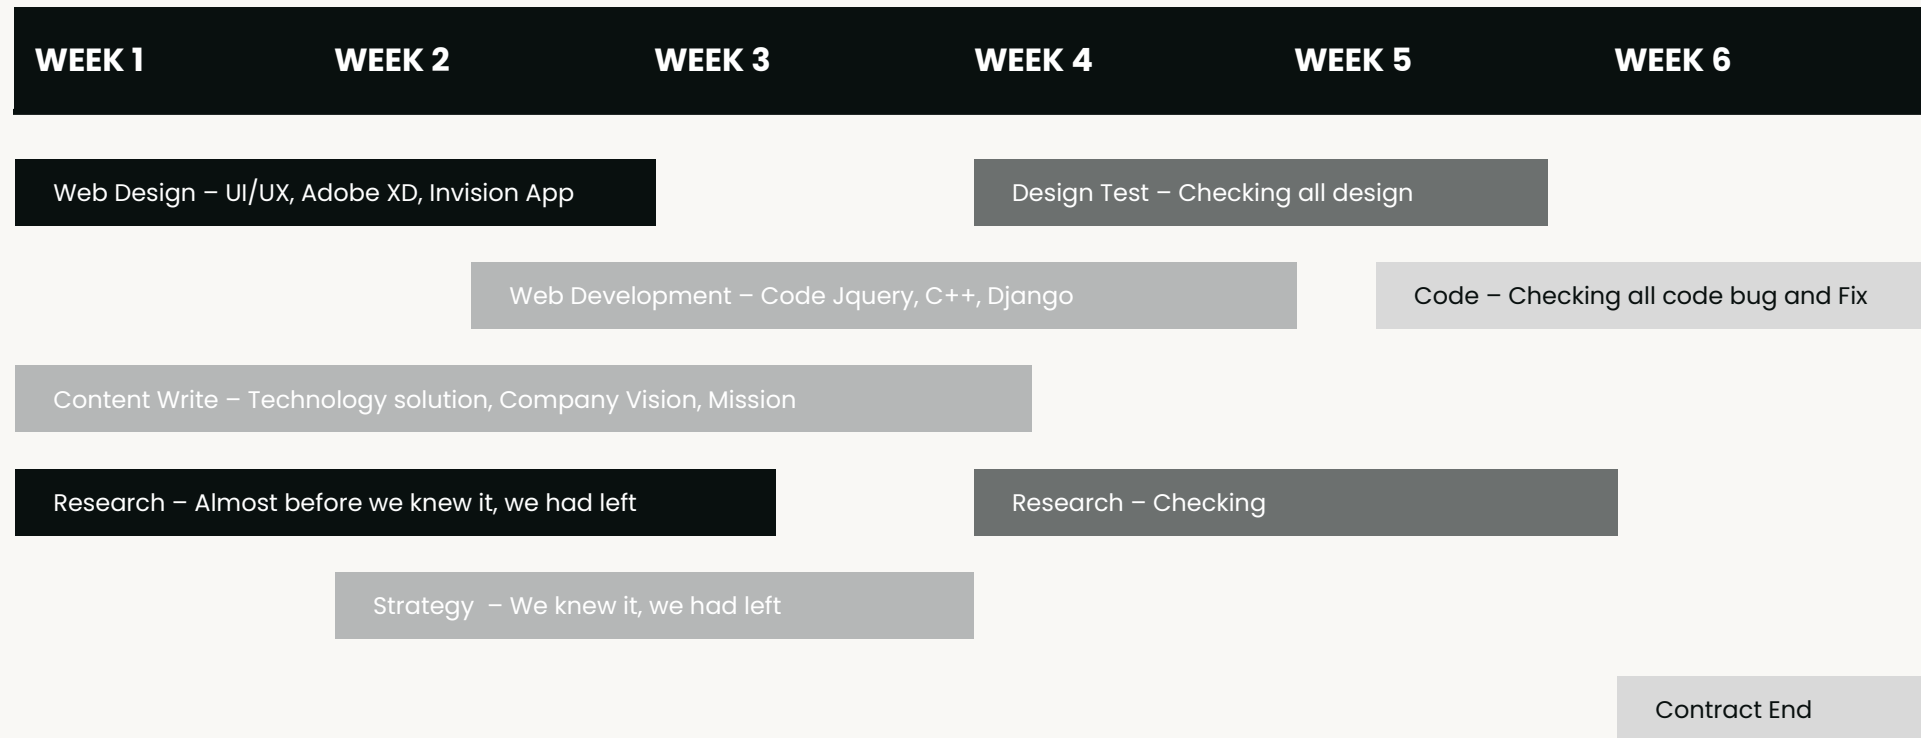 WEEK 1 WEEK 2 WEEK 3 WEEK 4 WEEK 5 WEEK 6
Web Design – UI/UX, Adobe XD, Invision App
Design Test – Checking all design
Web Development – Code Jquery, C++, Django
Code – Checking all code bug and Fix
Content Write – Technology solution, Company Vision, Mission
Research – Almost before we knew it, we had left
Research – Checking
Strategy – We knew it, we had left
Contract End